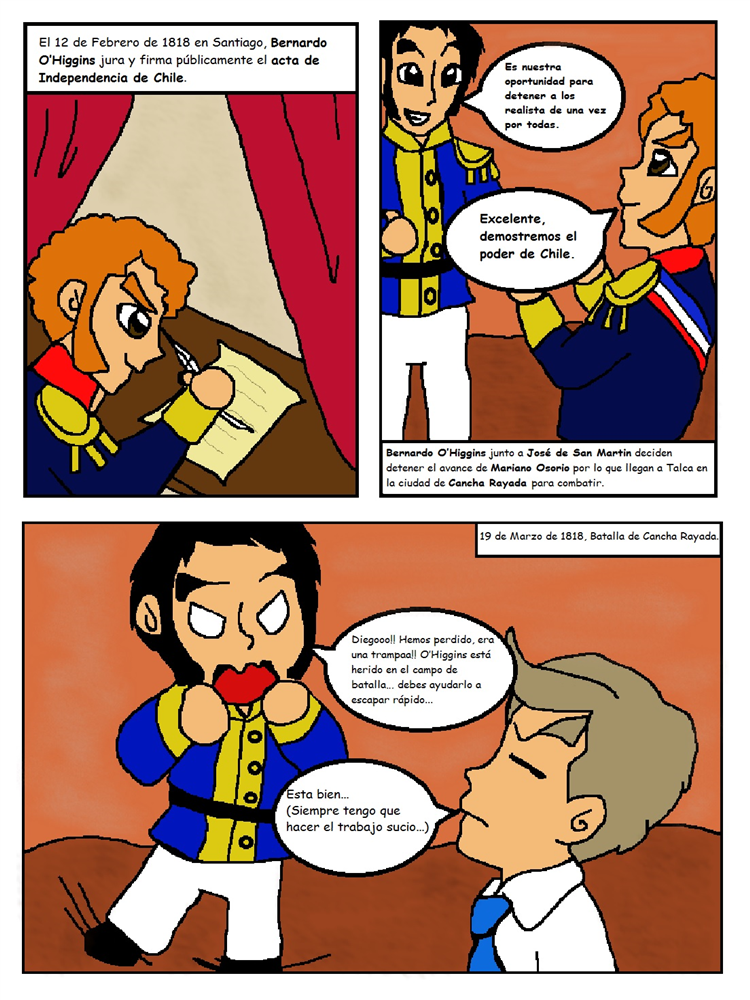 El 12 de Febrero de 1818 en Santiago, Bernardo
O'Higgins jura y firma públicamente el acta de
Independencia de Chile.
Es nuestra
oportunidad para
detener a los
realista de una vez
por todas.
Excelente,
demostremos el
poder de Chile.
Bernardo O'Higgins junto a José de San Martin deciden
detener el avance de Mariano Osorio por lo que llegan a Talca en
la ciudad de Cancha Rayada para combatir.
19 de Marzo de 1818, Batalla de Cancha Rayada.
Diegooo!! Hemos perdido, era
una trampaa!! O'Higgins está
herido en el campo de
batalla... debes ayudarlo a
escapar rápido...
Esta bien...
(Siempre tengo que
hacer el trabajo sucio...)